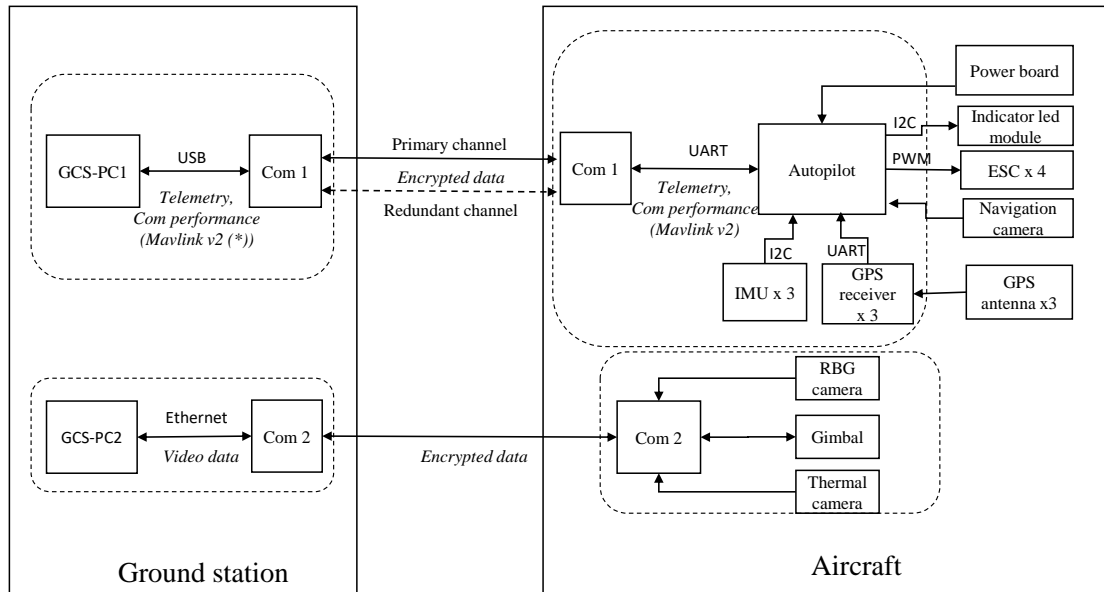 Power board
I2C
Indicator led
module
PWM
ESC x 4
Navigation
camera
GCS-PC1
USB
Com 1
Telemetry,
Com performance
(Mavlink v2 (*))
Primary channel
Encrypted data
Redundant channel
Com 1
UART
Telemetry,
Com performance
(Mavlink v2)
Autopilot
I2C
UART
IMU x 3
GPS
receiver
x 3
GPS
antenna x3
GCS-PC2
Ethernet
Video data
Com 2
Encrypted data
Com 2
RBG
camera
Gimbal
Thermal
camera
Ground station
Aircraft